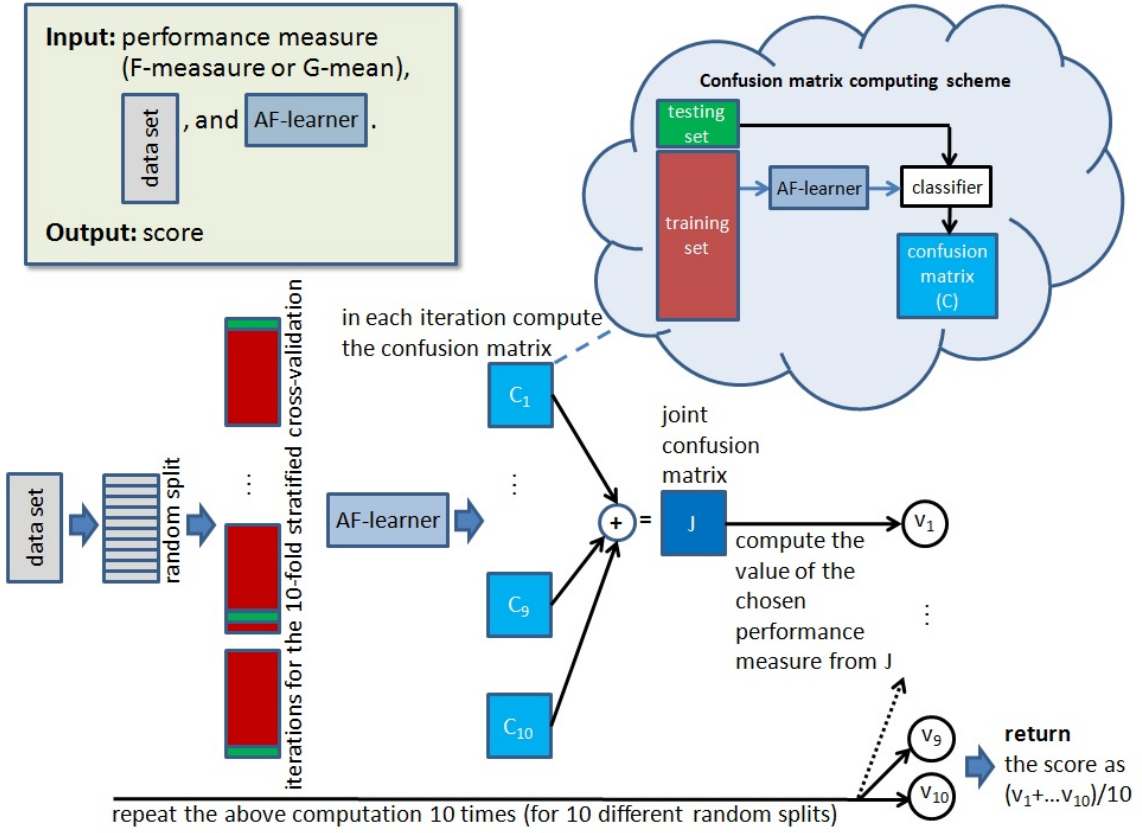 Input: performance measure
(F-measaure or G-mean),
data set
, and AF-learner .
Output: score
Confusion matrix computing scheme
testing
set
training
set
AF-learner
classifier
confusion
matrix
(C)
data set
random split
iterations for the 10-fold stratified cross-validation
...
AF-learner
in each iteration compute
the confusion matrix
C1
...
C9
C10
+ =
joint
confusion
matrix
J
compute the
value of the
chosen
performance
measure from J
v1
...
v9
v10
return
the score as
(v1+...v10)/10
repeat the above computation 10 times (for 10 different random splits)